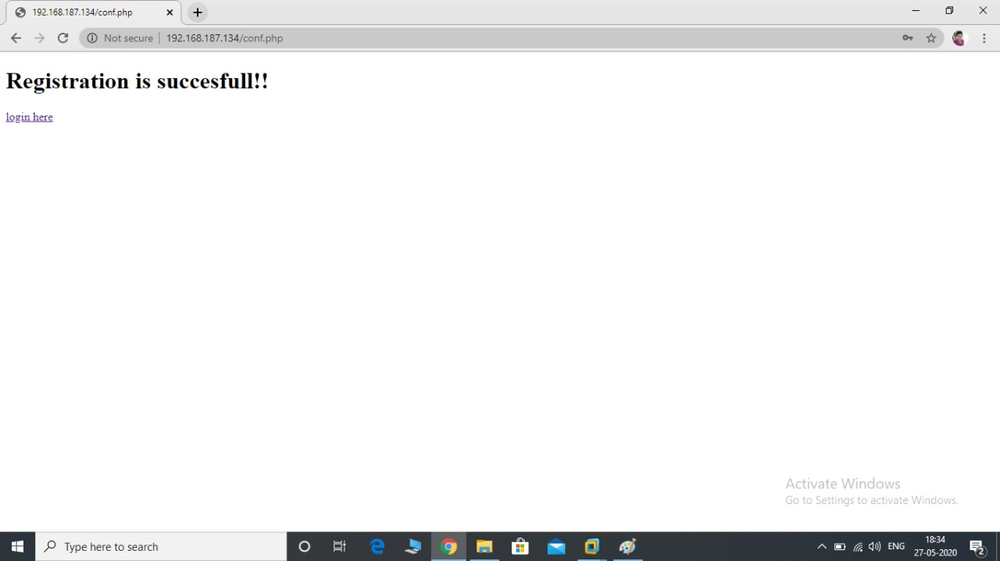 192.168.187.134/conf.php
Not secure
192.168.187.134/conf.php
Registration is succesfull!!
login here
Activate Windows
Go to Settings to activate Windows.
Type here to search
ENG
18:34
27-05-2020
2